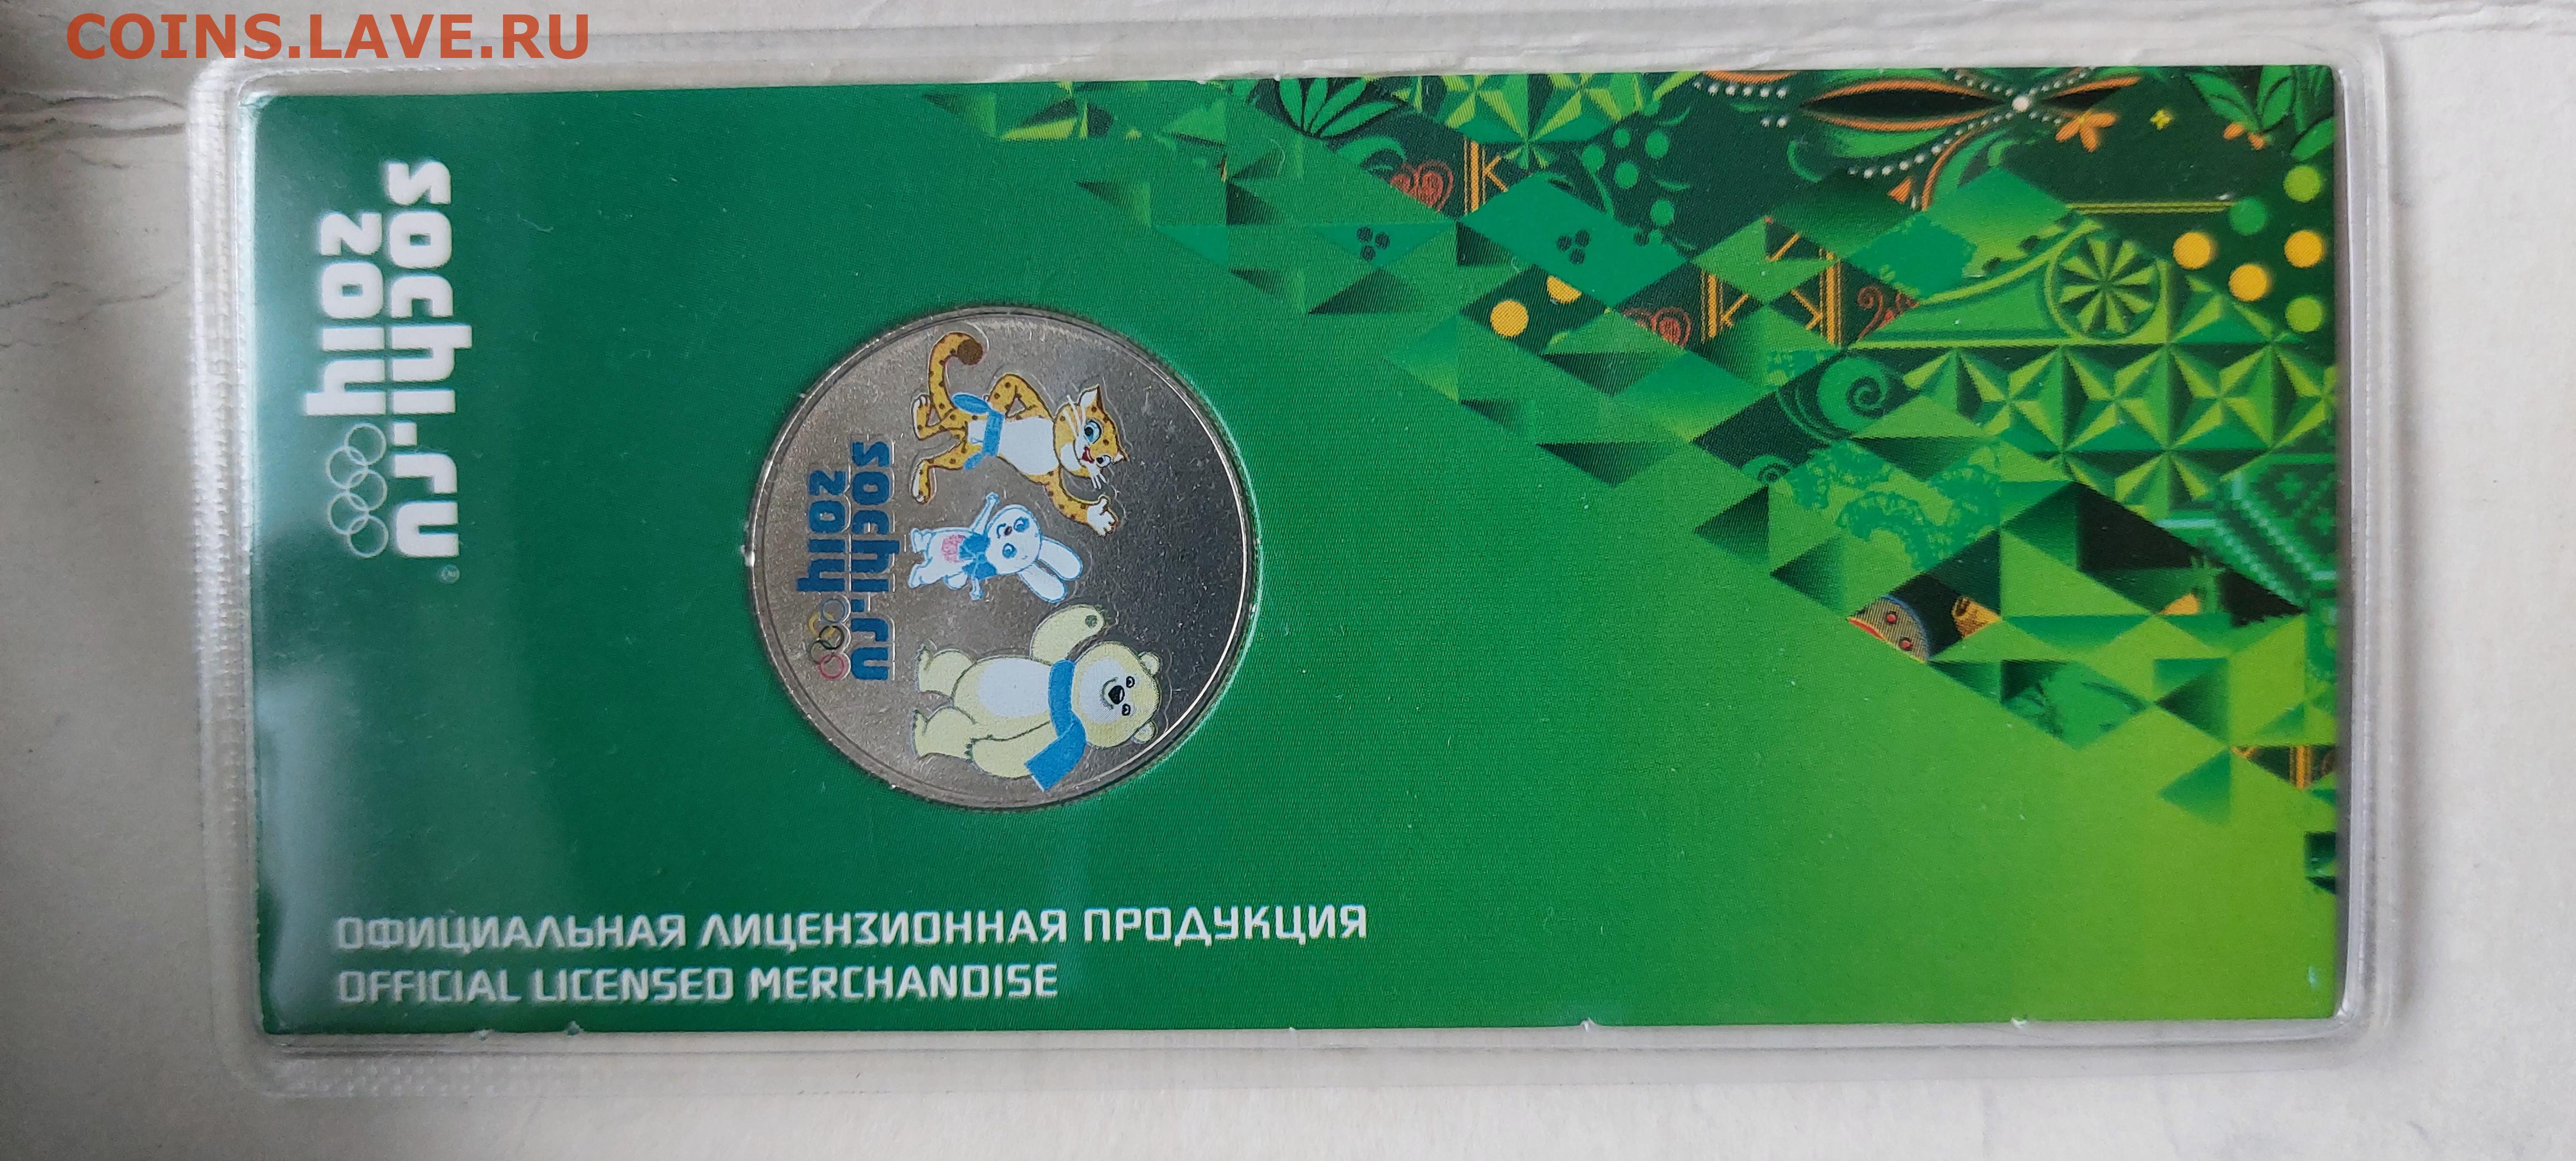 COINS.LAVE.RU
sochi.ru
2014
®
sochi.ru
2014
ОФИЦИАЛЬНАЯ ЛИЦЕНЗИОННАЯ ПРОДУКЦИЯ
OFFICIAL LICENSED MERCHANDISE